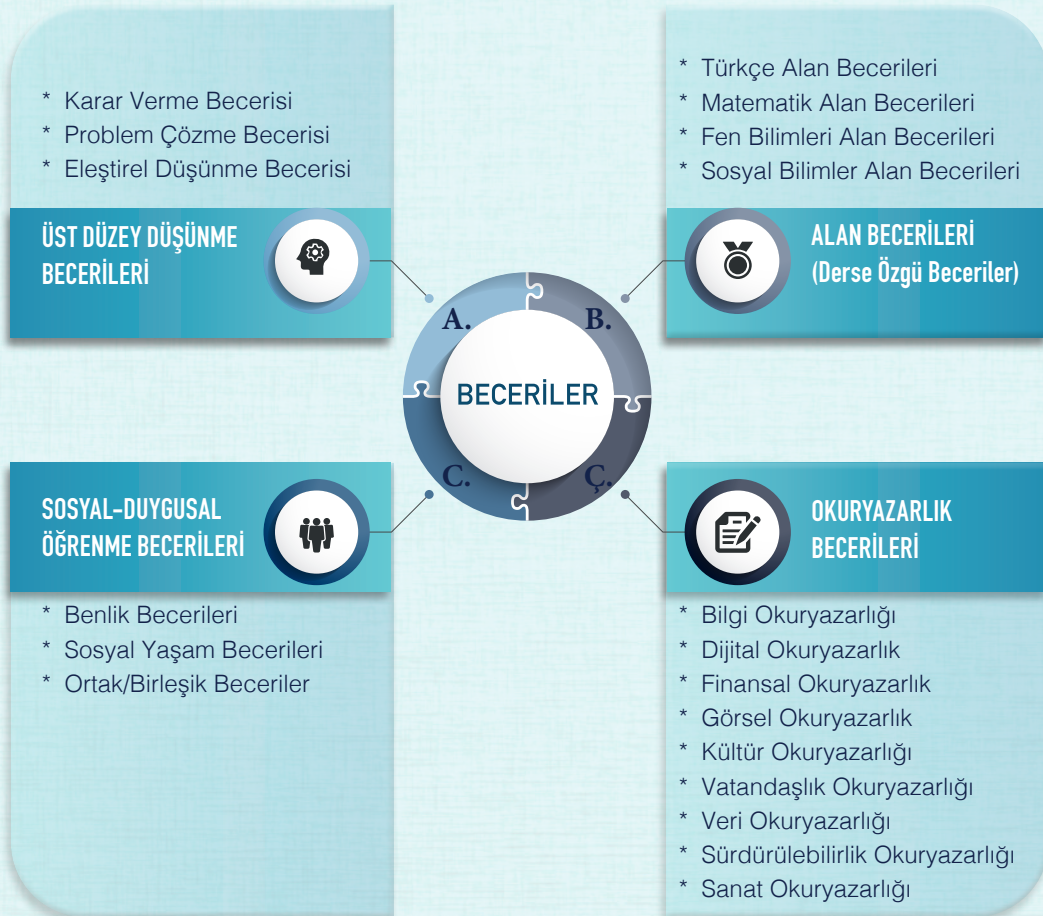 * Karar Verme Becerisi
* Problem Çözme Becerisi
* Eleştirel Düşünme Becerisi
ÜST DÜZEY DÜŞÜNME
BECERİLERİ
* Türkçe Alan Becerileri
* Matematik Alan Becerileri
* Fen Bilimleri Alan Becerileri
* Sosyal Bilimler Alan Becerileri
ALAN BECERİLERİ
(Derse Özgü Beceriler)
A.
B.
BECERİLER
C.
Ç.
SOSYAL-DUYGUSAL
ÖĞRENME BECERİLERİ
* Benlik Becerileri
* Sosyal Yaşam Becerileri
* Ortak/Birleşik Beceriler
OKURYAZARLIK
BECERİLERİ
* Bilgi Okuryazarlığı
* Dijital Okuryazarlık
* Finansal Okuryazarlık
* Görsel Okuryazarlık
* Kültür Okuryazarlığı
* Vatandaşlık Okuryazarlığı
* Veri Okuryazarlığı
* Sürdürülebilirlik Okuryazarlığı
* Sanat Okuryazarlığı